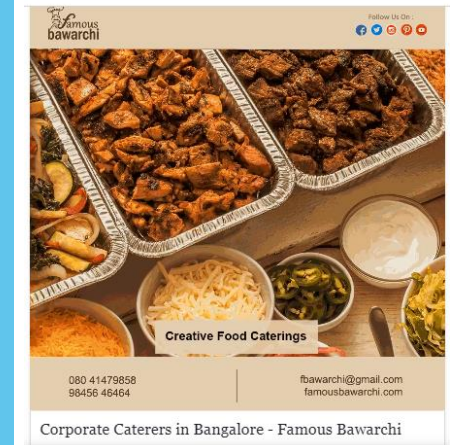 Famous
bawarchi
Follow Us On :
Creative Food Caterings
080 41479858
98456 46464
fbawarchi@gmail.com
famousbawarchi.com
Corporate Caterers in Bangalore - Famous Bawarchi